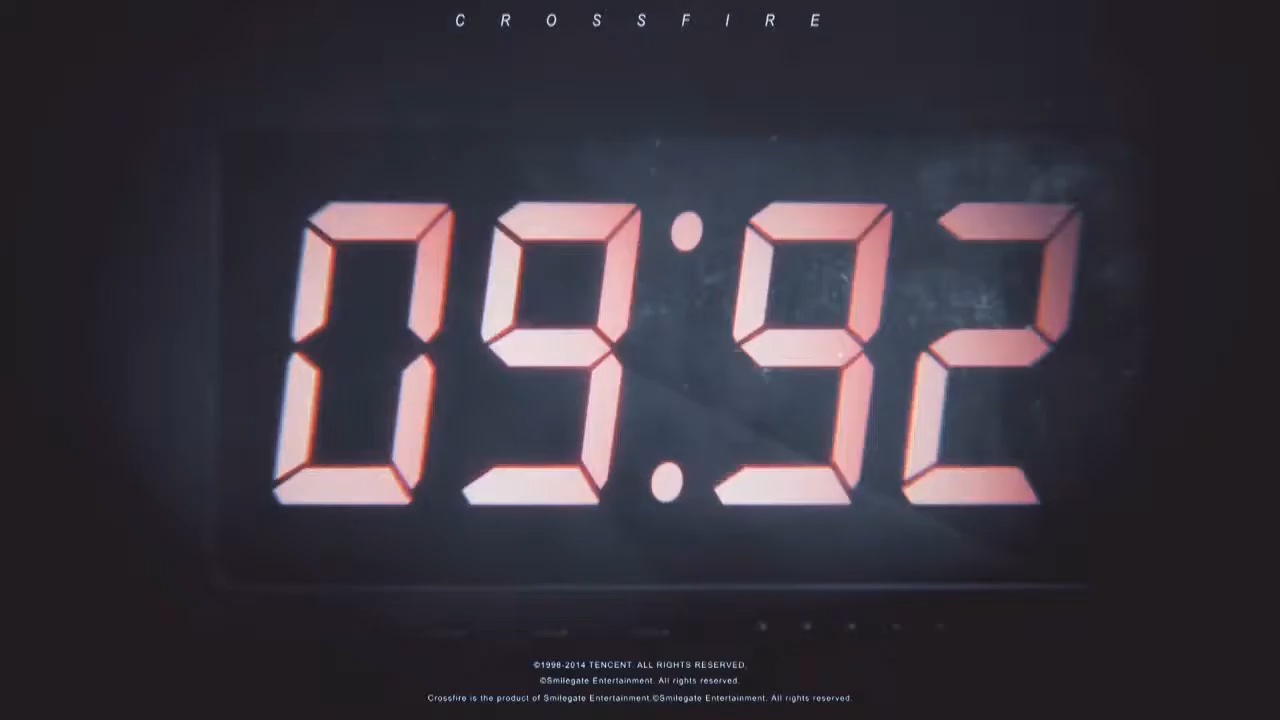 CROSSFIRE
09:92
©1998-2014 TENCENT. ALL RIGHTS RESERVED.
©Smilegate Entertainment. All rights reserved.
Crossfire is the product of Smilegate Entertainment.©Smilegate Entertainment. All rights reserved.